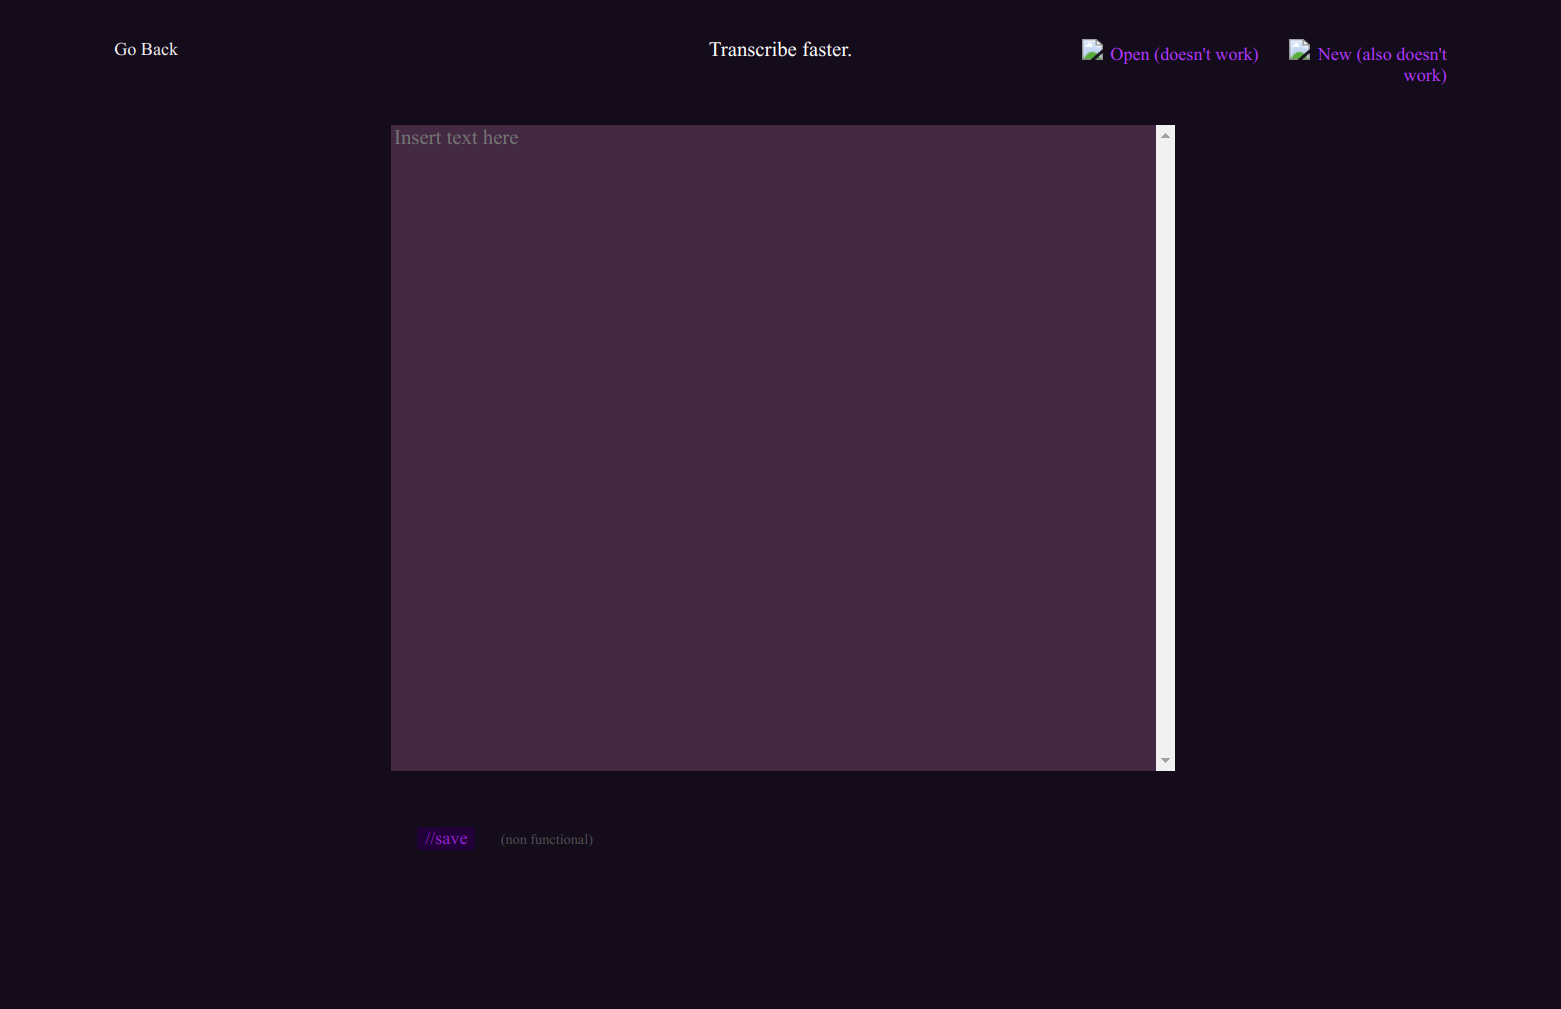 Go Back
Transcribe faster.
Open (doesn't work)
New (also doesn't
work)
Insert text here
//save
(non functional)